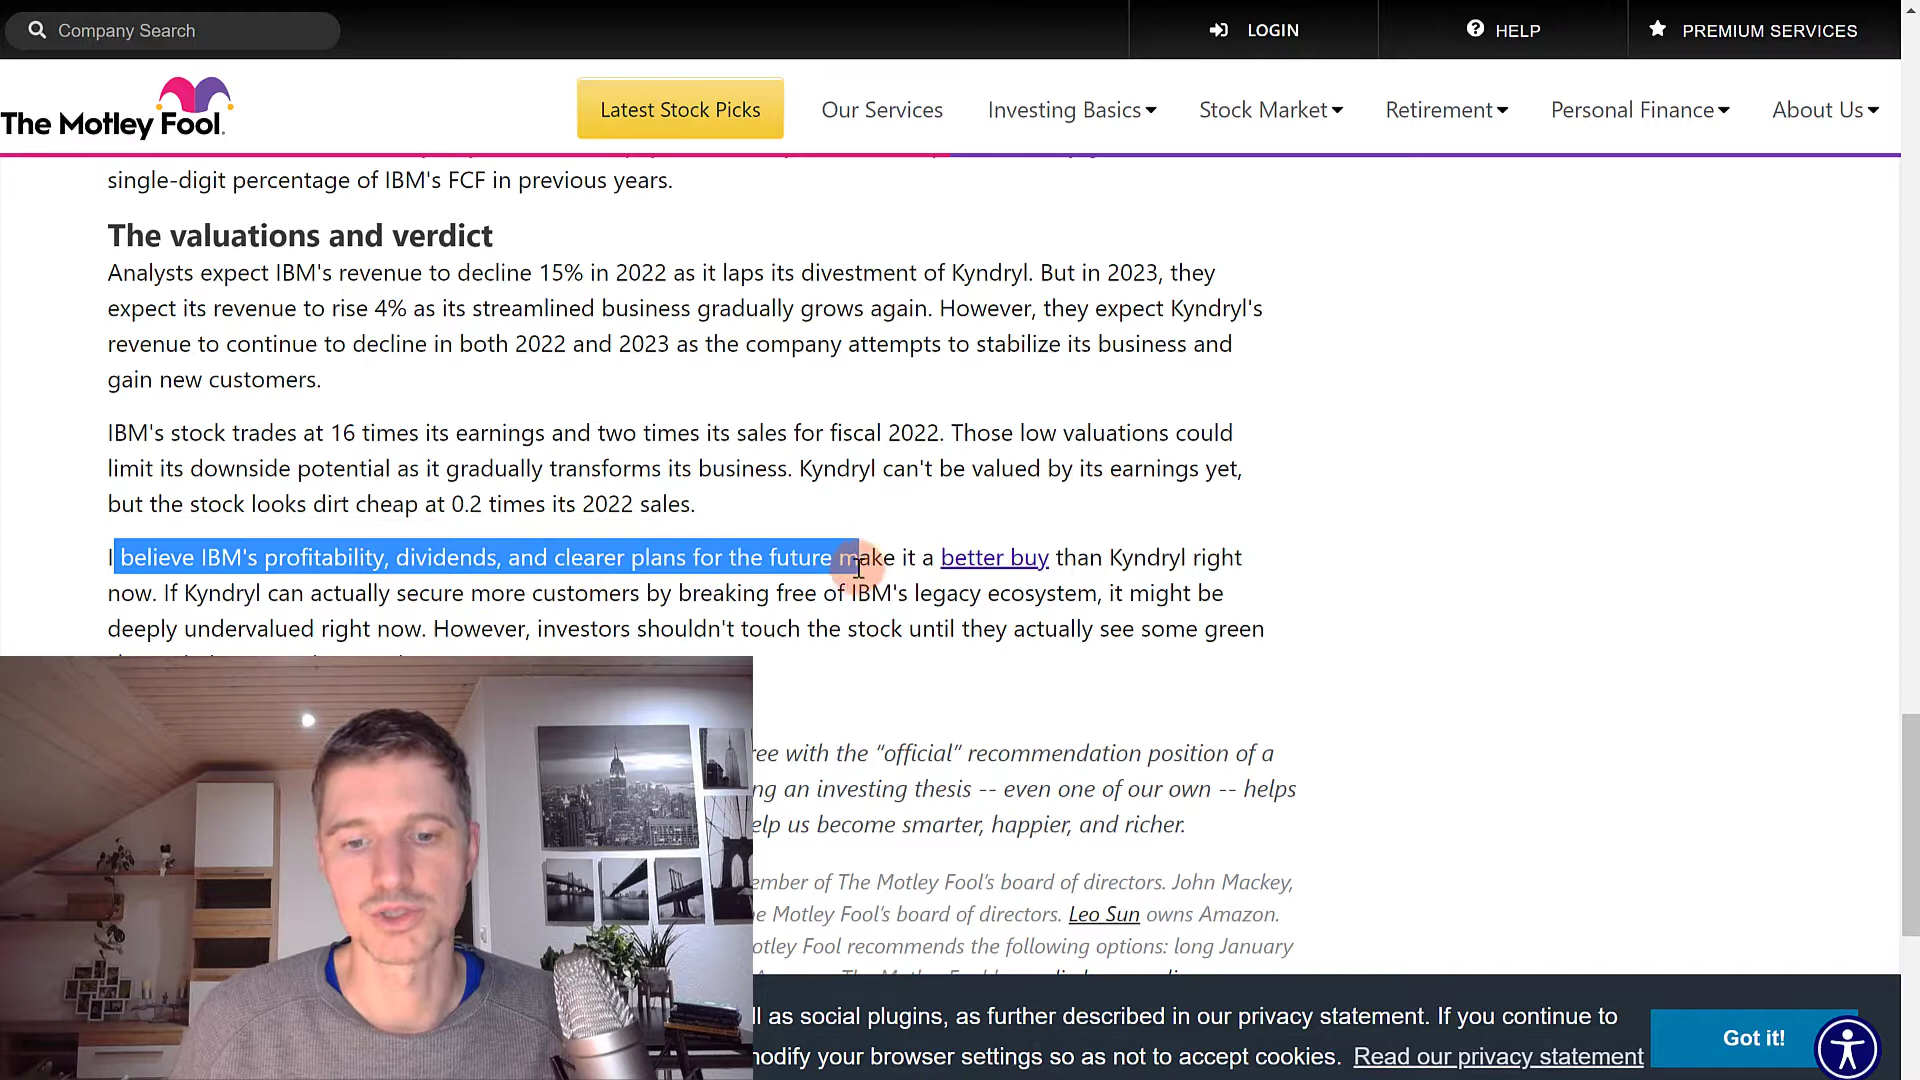 Company Search
LOGIN
HELP
PREMIUM SERVICES
The Motley Fool.
Latest Stock Picks
Our Services
Investing Basics
Stock Market
Retirement
Personal Finance
About Us
single-digit percentage of IBM's FCF in previous years.
The valuations and verdict
Analysts expect IBM's revenue to decline 15% in 2022 as it laps its divestment of Kyndryl. But in 2023, they
expect its revenue to rise 4% as its streamlined business gradually grows again. However, they expect Kyndryl's
revenue to continue to decline in both 2022 and 2023 as the company attempts to stabilize its business and
gain new customers.
IBM's stock trades at 16 times its earnings and two times its sales for fiscal 2022. Those low valuations could
limit its downside potential as it gradually transforms its business. Kyndryl can't be valued by its earnings yet,
but the stock looks dirt cheap at 0.2 times its 2022 sales.
I believe IBM's profitability, dividends, and clearer plans for the future make it a better buy than Kyndryl right
now. If Kyndryl can actually secure more customers by breaking free of IBM's legacy ecosystem, it might be
deeply undervalued right now. However, investors shouldn't touch the stock until they actually see some green
ree with the “official” recommendation position of a
ng an investing thesis -- even one of our own -- helps
elp us become smarter, happier, and richer.
ember of The Motley Fool’s board of directors. John Mackey,
e Motley Fool’s board of directors. Leo Sun owns Amazon.
otley Fool recommends the following options: long January
ll as social plugins, as further described in our privacy statement. If you continue to
modify your browser settings so as not to accept cookies. Read our privacy statement
Got it!